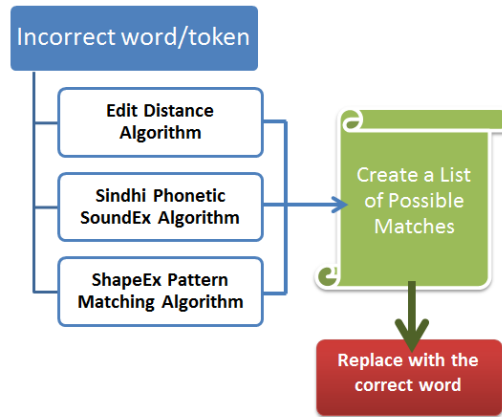 Incorrect word/token
Edit Distance
Algorithm
Sindhi Phonetic
SoundEx Algorithm
ShapeEx Pattern
Matching Algorithm
Create a List
of Possible
Matches
Replace with the
correct word